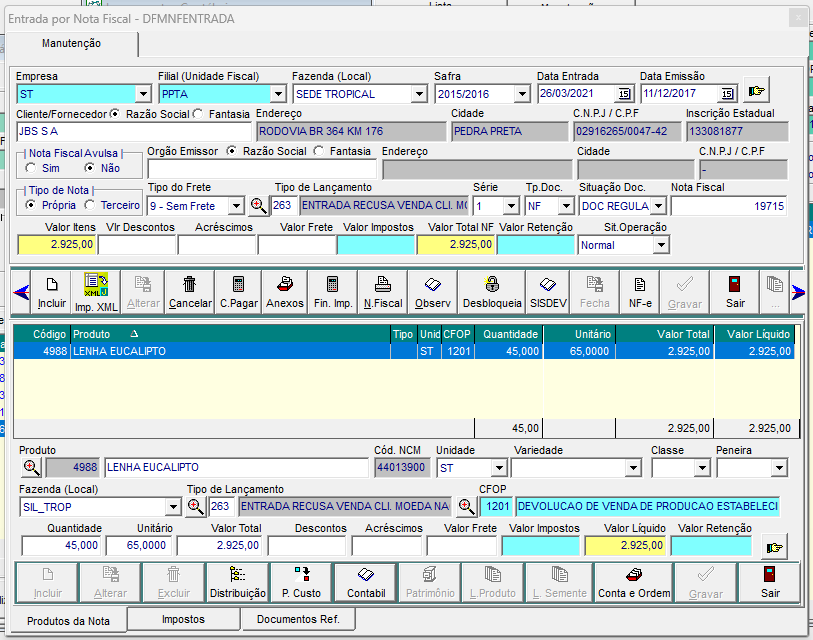 Entrada por Nota Fiscal - DFMNFENTRADA
Manutenção
Empresa Filial (Unidade Fiscal) Fazenda (Local) Safra Data Entrada Data Emissão
ST PPTA SEDE TROPICAL 2015/2016 26/03/2021 15 11/12/2017 15
Cliente/Fornecedor Razão Social Fantasia Endereço Cidade C.N.P.J / C.P.F Inscrição Estadual
JBS S A RODOVIA BR 364 KM 176 PEDRA PRETA 02916265/0047-42 133081877
| Nota Fiscal Avulsa | Orgão Emissor Razão Social Fantasia Endereço Cidade C.N.P.J / C.P.F
Sim Não -
| Tipo de Nota | Tipo do Frete Tipo de Lançamento Série Tp.Doc. Situação Doc. Nota Fiscal
Própria Terceiro 9 - Sem Frete 263 ENTRADA RECUSA VENDA CLI. MO 1 NF DOC REGULA 19715
Valor Itens Vlr Descontos Acréscimos Valor Frete Valor Impostos Valor Total NF Valor Retenção Sit.Operação
2.925,00 2.925,00 Normal
Incluir Imp. XML Alterar Cancelar C.Pagar Anexos Fin. Imp. N.Fiscal Observ Desbloqueia SISDEV Fecha NF-e Gravar Sair ...
Código Produto Tipo Unid CFOP Quantidade Unitário Valor Total Valor Líquido
4988 LENHA EUCALIPTO ST 1201 45,000 65,0000 2.925,00 2.925,00
45,00 2.925,00 2.925,00
Produto Cód. NCM Unidade Variedade Classe Peneira
4988 LENHA EUCALIPTO 44013900 ST
Fazenda (Local) Tipo de Lançamento CFOP
SIL_TROP 263 ENTRADA RECUSA VENDA CLI. MOEDA NA 1201 DEVOLUCAO DE VENDA DE PRODUCAO ESTABELECI
Quantidade Unitário Valor Total Descontos Acréscimos Valor Frete Valor Impostos Valor Líquido Valor Retenção
45,000 65,0000 2.925,00 2.925,00
Incluir Alterar Excluir Distribuição P. Custo Contabil Patrimônio L.Produto L. Semente Conta e Ordem Gravar Sair
Produtos da Nota Impostos Documentos Ref.